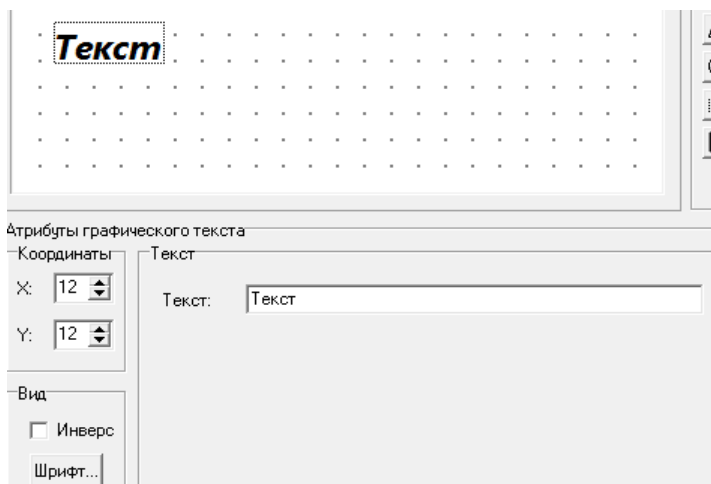 Текст
Атрибуты графического текста
Координаты
Текст
X: 12
Текст: Текст
Y: 12
Вид
Инверс
Шрифт...